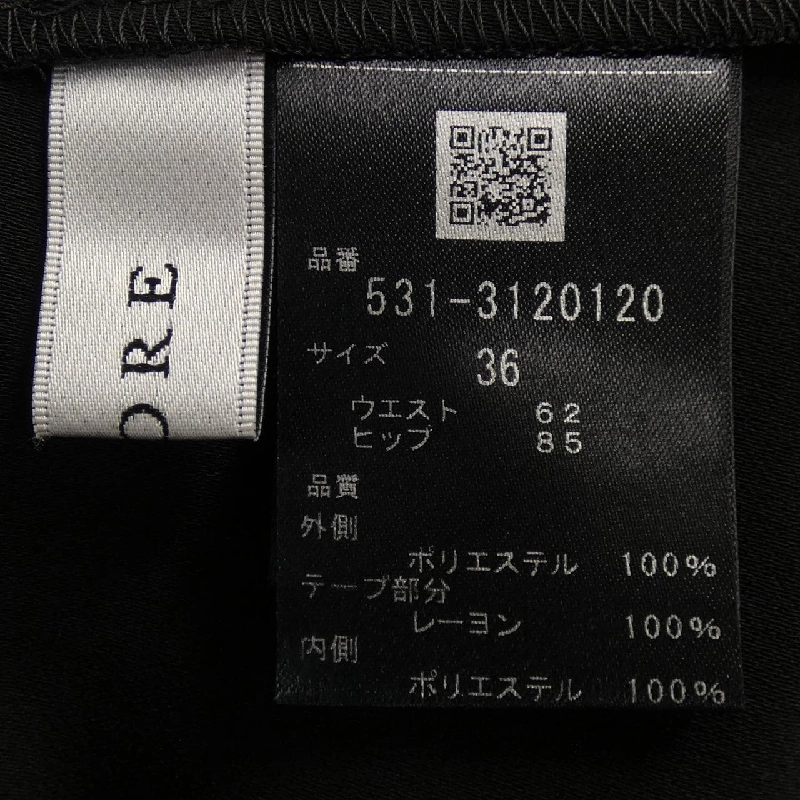 ORE
品番
531-3120120
サイズ 36
ウエスト 62
ヒップ 85
品質
外側
ポリエステル 100%
テープ部分
レーヨン 100%
内側
ポリエステル 100%